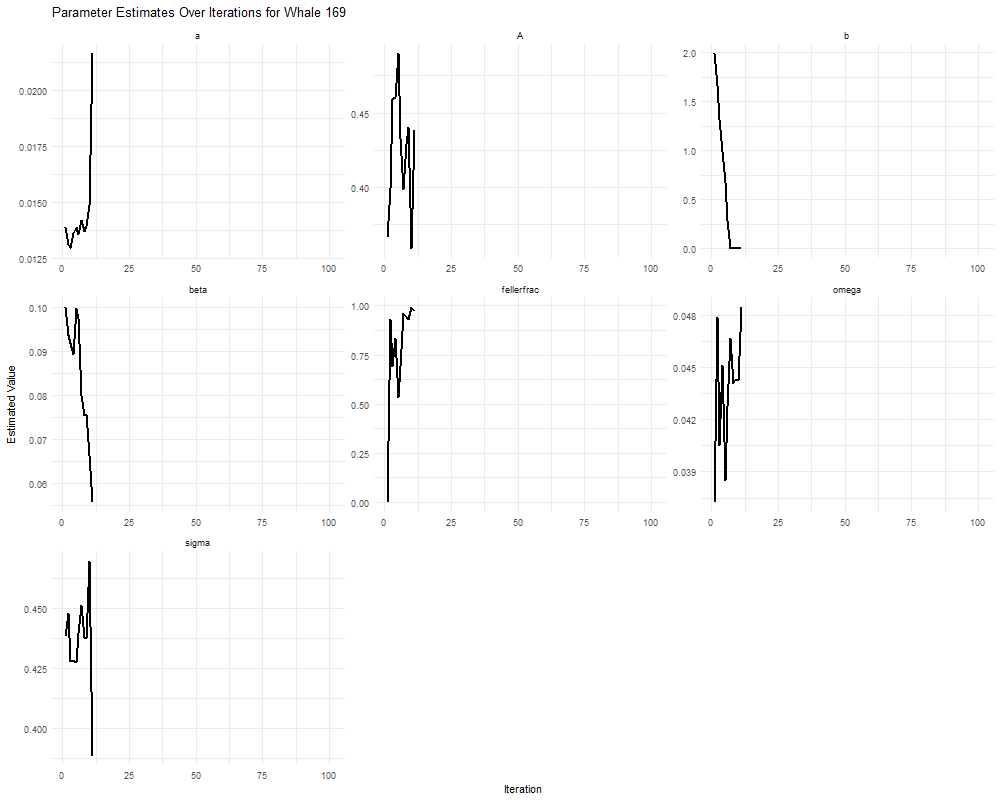 Parameter Estimates Over Iterations for Whale 169
a
A
b
0.0200
0.0175
0.0150
0.0125
0.45
0.40
2.0
1.5
1.0
0.5
0.0
0 25 50 75 100
0 25 50 75 100
0 25 50 75 100
beta
fellerfrac
omega
0.10
0.09
0.08
0.07
0.06
1.00
0.75
0.50
0.25
0.00
0.048
0.045
0.042
0.039
0 25 50 75 100
0 25 50 75 100
0 25 50 75 100
sigma
0.450
0.425
0.400
0 25 50 75 100
Estimated Value
Iteration